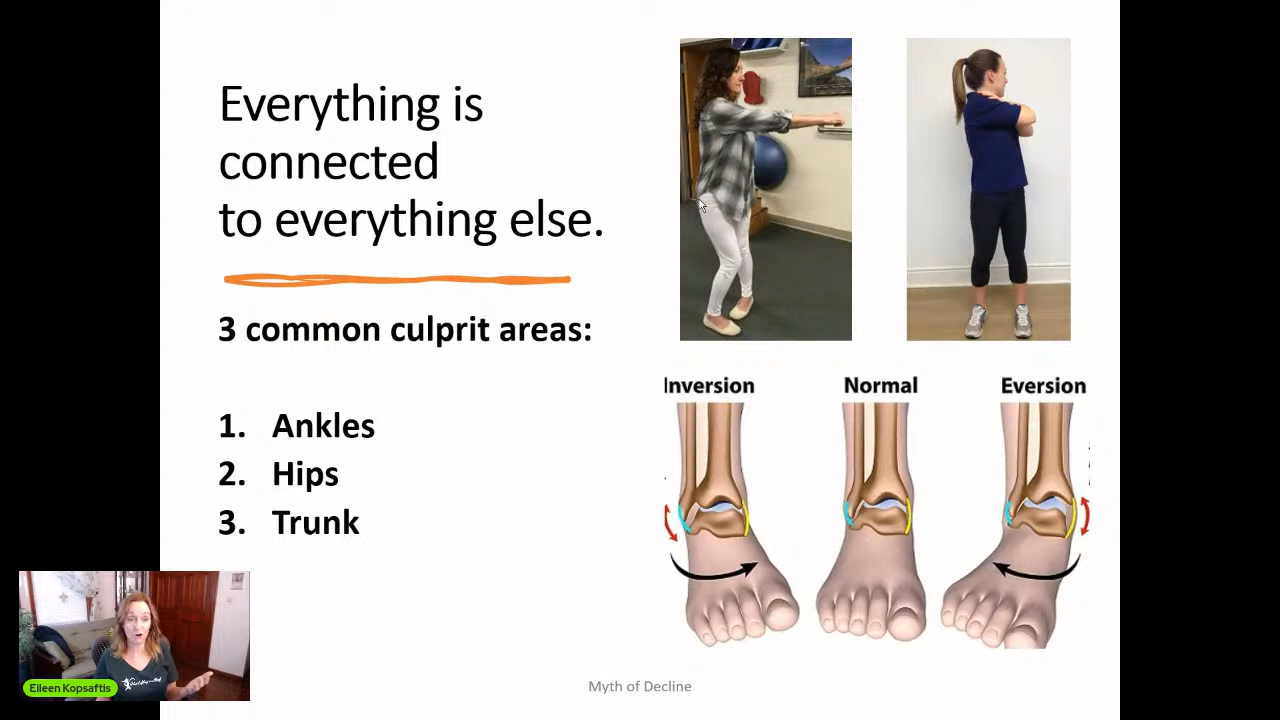 Everything is
connected
to everything else.
3 common culprit areas:
1. Ankles
2. Hips
3. Trunk
Inversion
Normal
Eversion
Eileen Kopsaftis
Myth of Decline